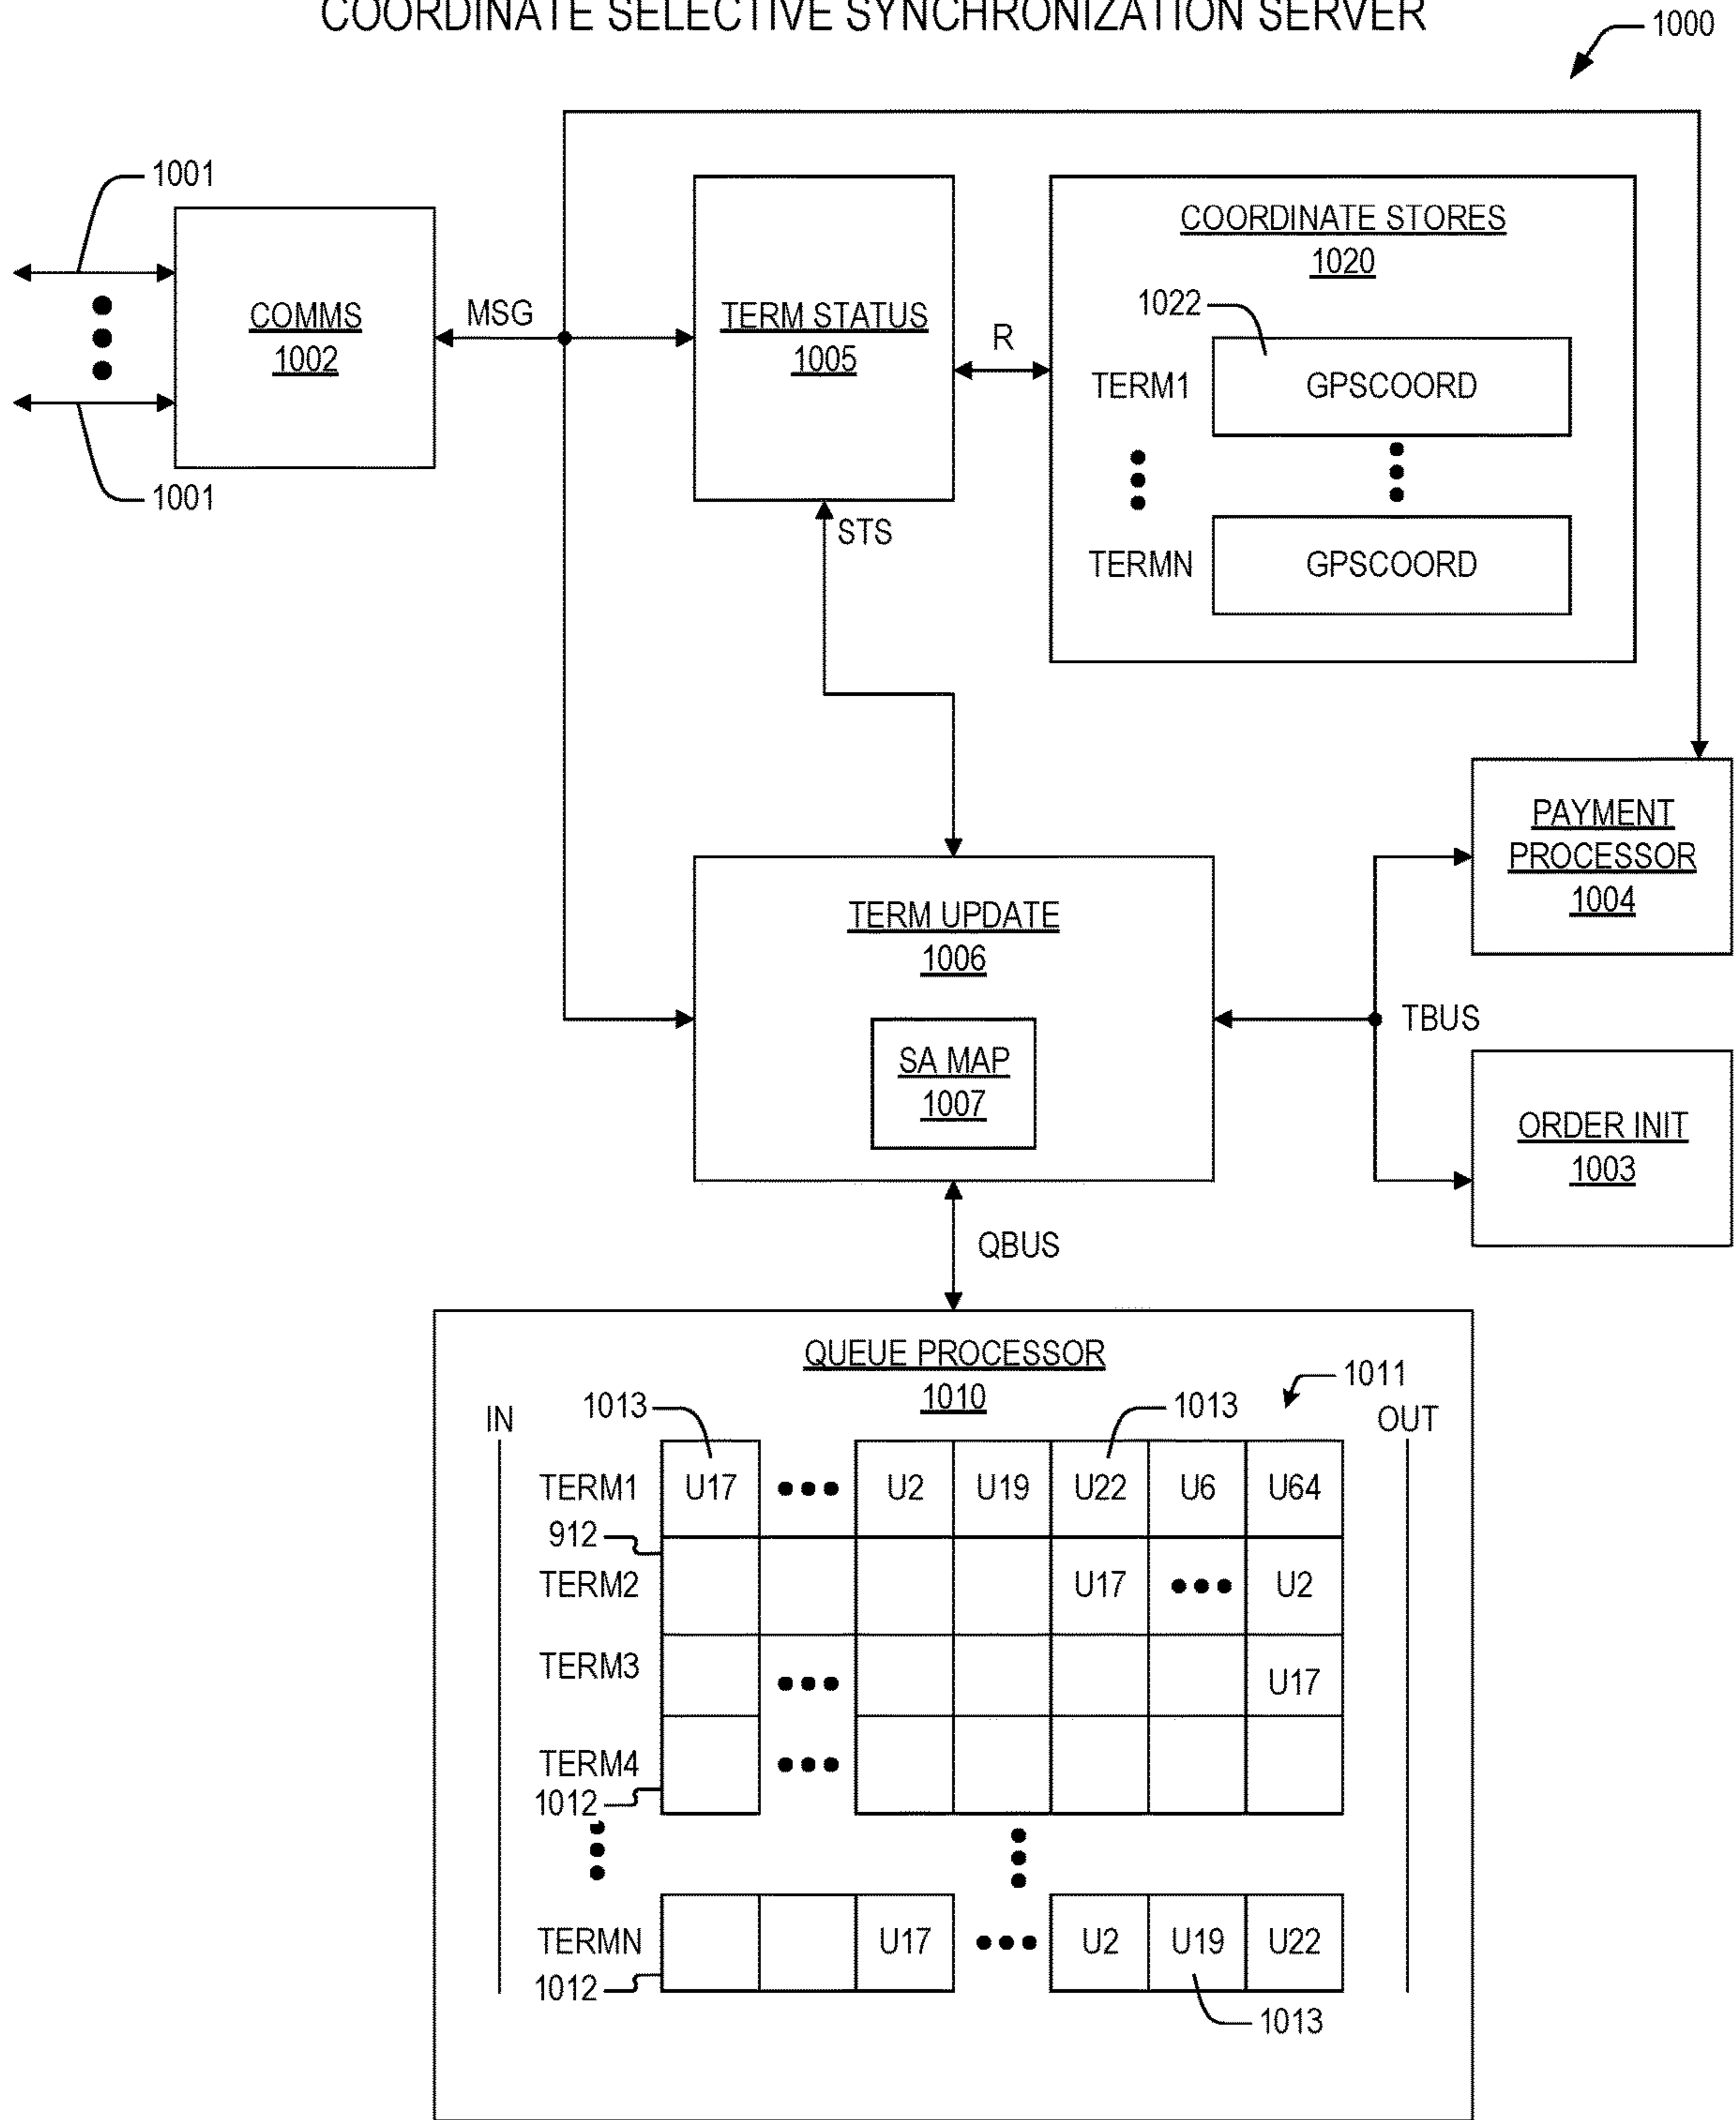 COORDINATE SELECTIVE SYNCHRONIZATION SERVER
1000
1001
COMMS
1002
1001
MSG
TERM STATUS
1005
R
COORDINATE STORES
1020
1022
TERM1
GPSCOORD
TERMN
GPSCOORD
STS
PAYMENT
PROCESSOR
1004
TERM UPDATE
1006
SA MAP
1007
TBUS
ORDER INIT
1003
QBUS
QUEUE PROCESSOR
1010
1011
1013
1013
IN
OUT
TERM1 U17 U2 U19 U22 U6 U64
912
TERM2 U17 U2
TERM3 U17
TERM4
1012
TERMN U17 U2 U19 U22
1012
1013